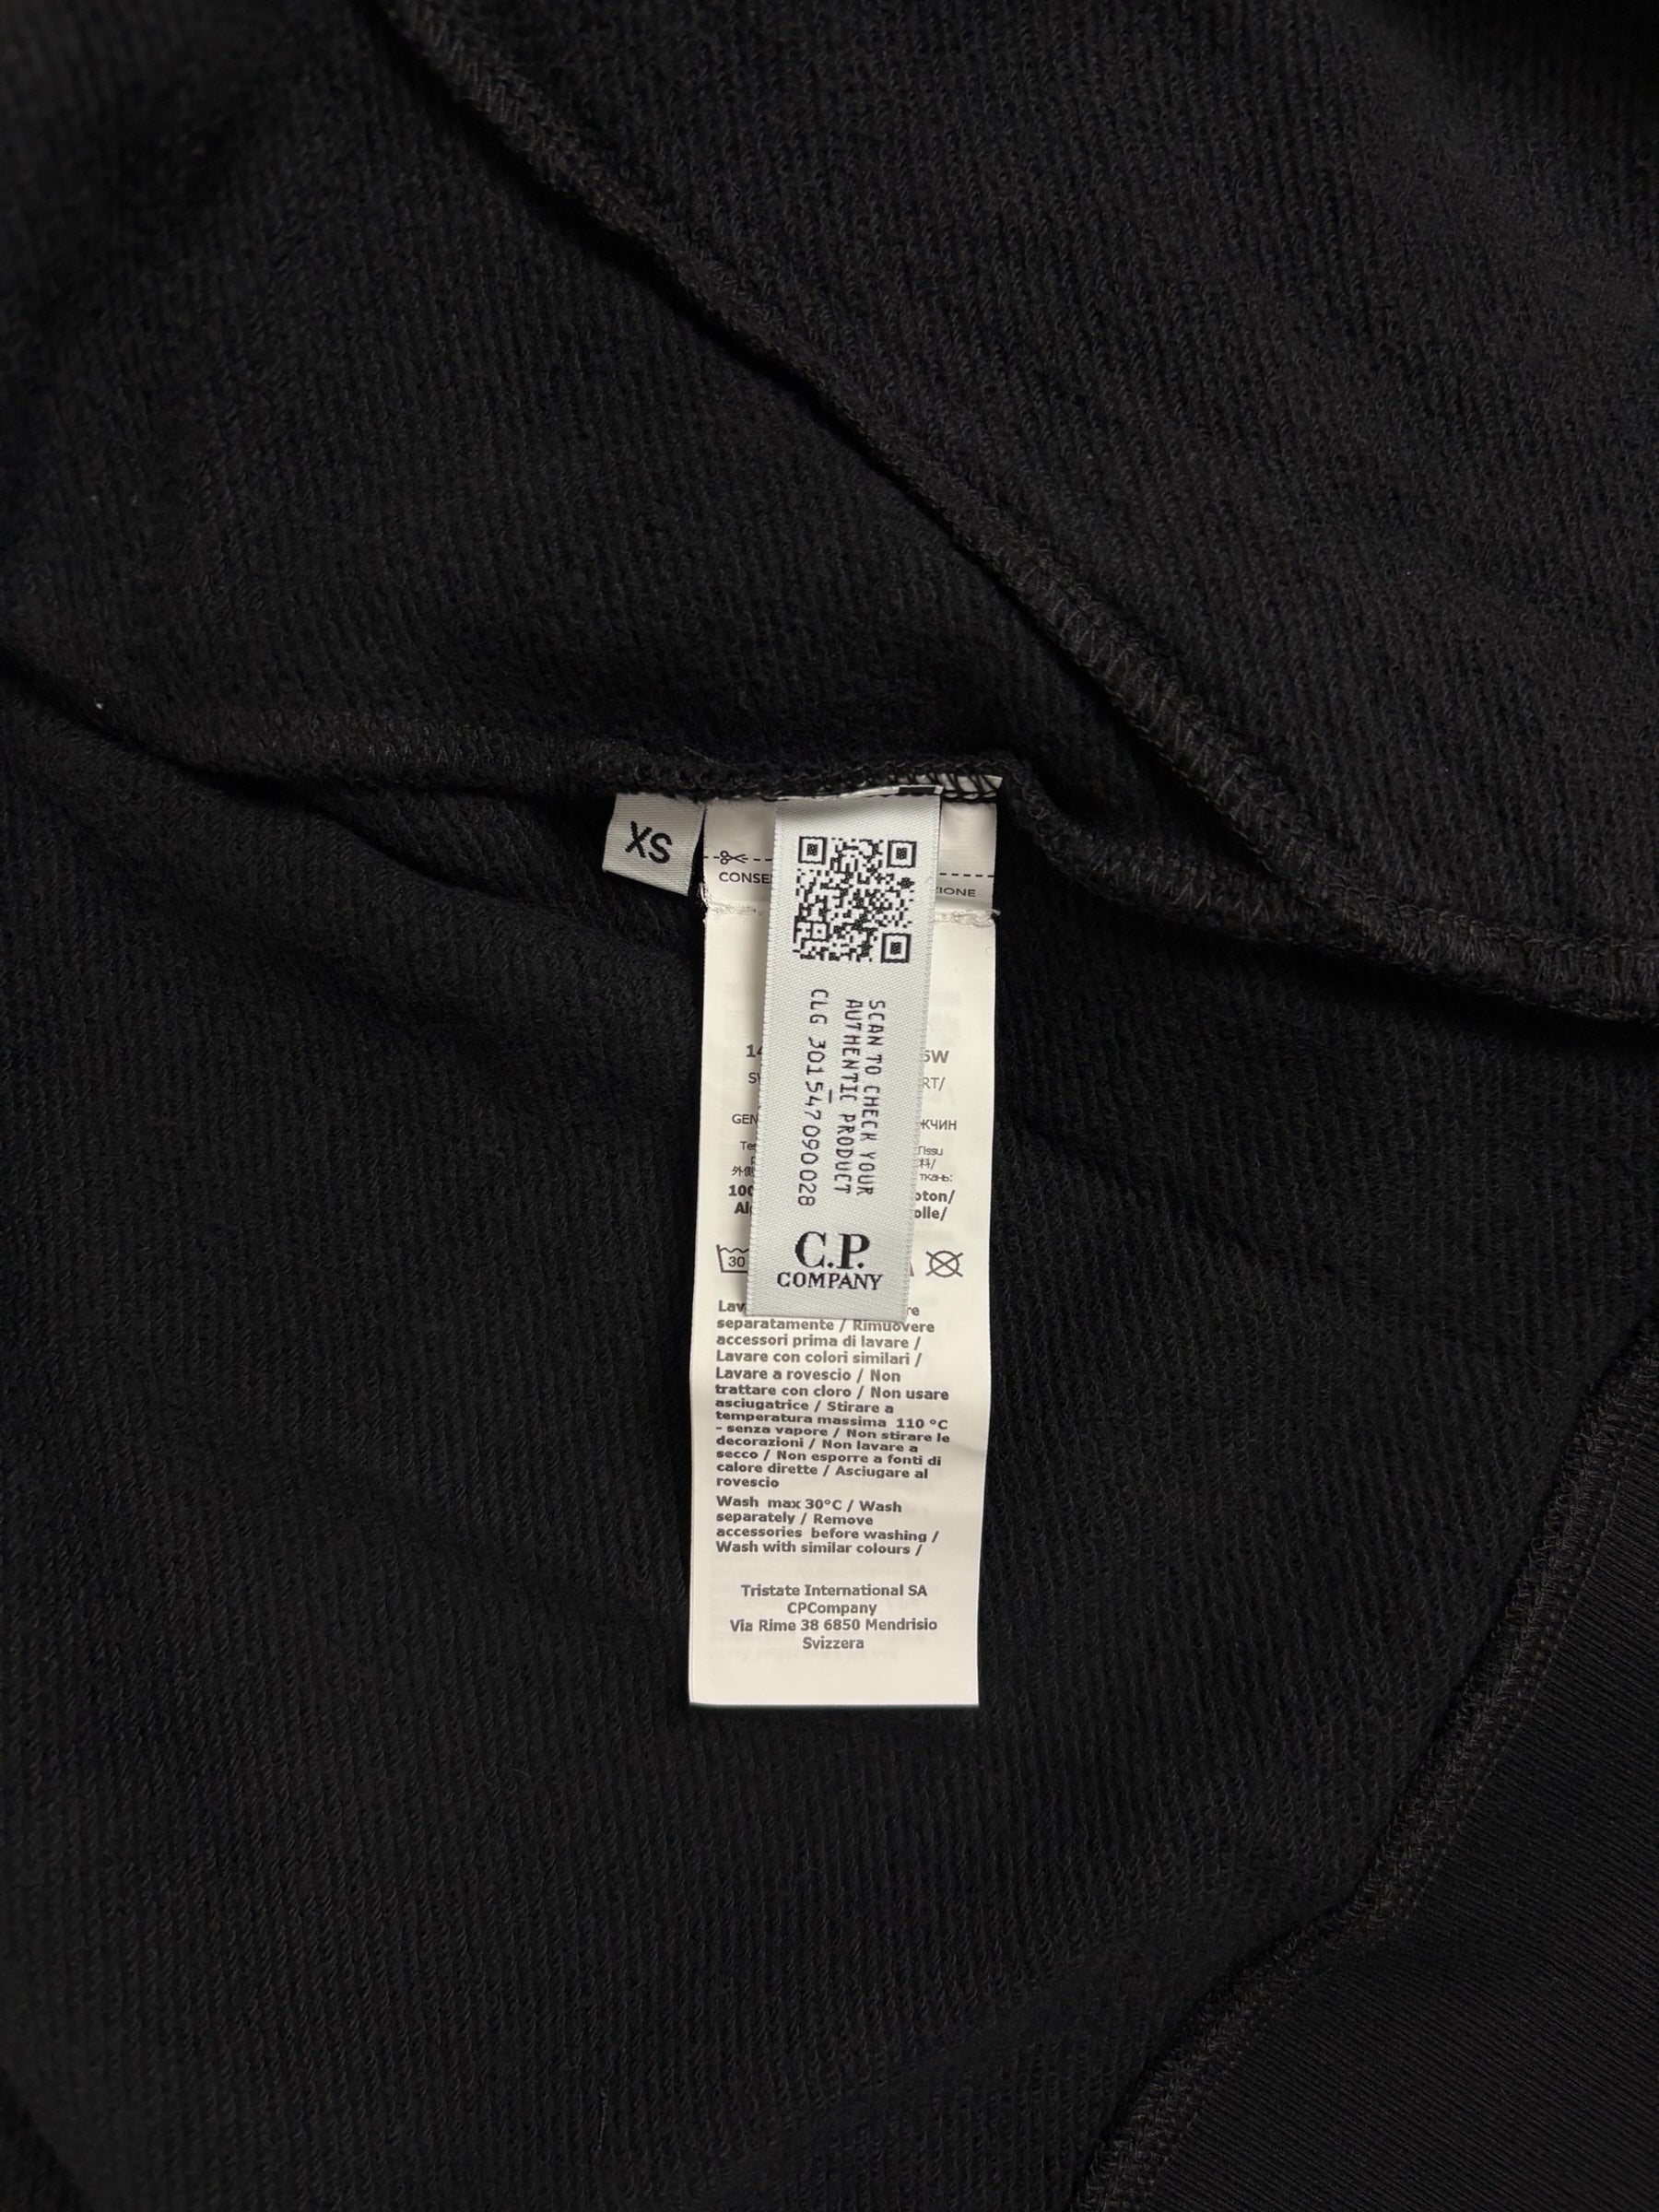 XS
SCAN TO CHECK YOUR
AUTHENTIC PRODUCT
CLG 301547090028
C.P.
COMPANY
30
separatamente / Rimuovere
accessori prima di lavare /
Lavare con colori similari /
Lavare a rovescio / Non
trattare con cloro / Non usare
asciugatrice / Stirare a
temperatura massima 110 °C
- senza vapore / Non stirare le
decorazioni / Non lavare a
secco / Non esporre a fonti di
calore dirette / Asciugare al
rovescio
Wash max 30°C / Wash
separately / Remove
accessories before washing /
Wash with similar colours /
Tristate International SA
CPCompany
Via Rime 38 6850 Mendrisio
Svizzera